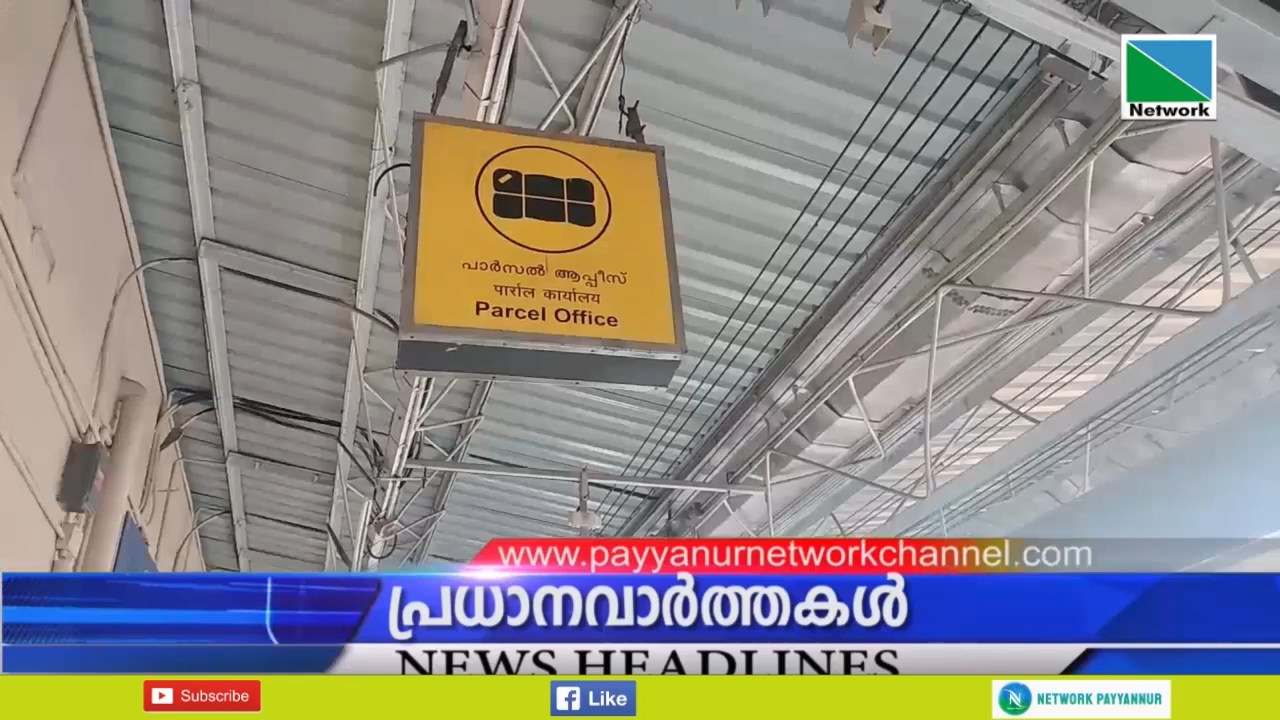 Network
പാർസൽ ആപ്പീസ്
पार्सल कार्यालय
Parcel Office
www.payyanurnetworkchannel.com
പ്രധാനവാർത്തകൾ
NEWS HEADLINES
Subscribe
Like
NETWORK PAYYANNUR